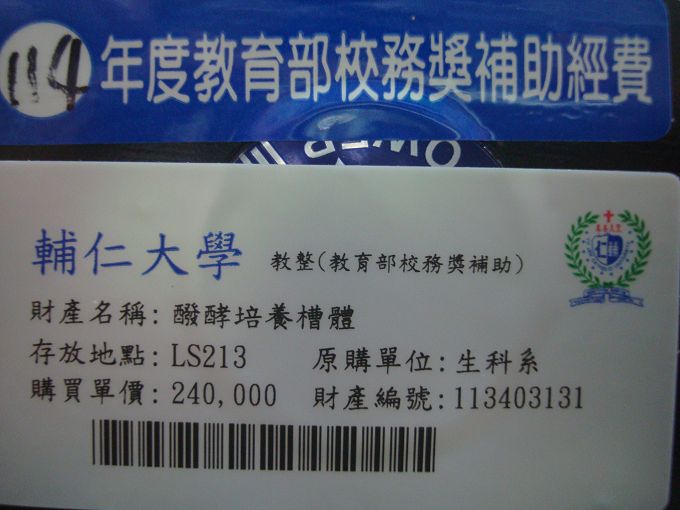 114年度教育部校務獎補助經費
輔仁大學 教整(教育部校務獎補助)
財產名稱: 醱酵培養槽體
存放地點: LS213 原購單位: 生科系
購買單價: 240,000 財產編號: 113403131